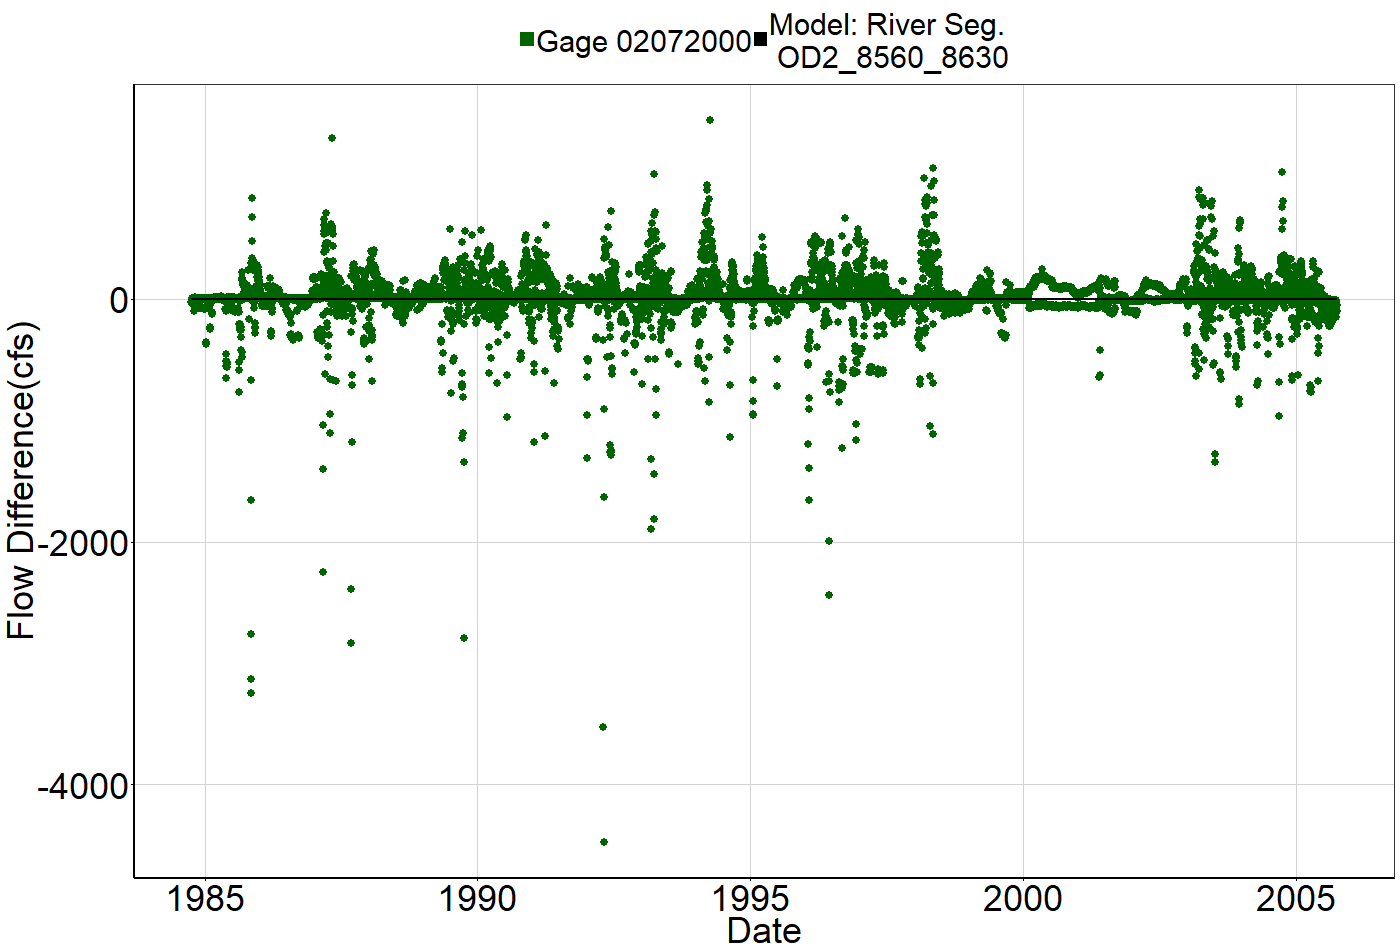 Gage 02072000
Model: River Seg.
OD2_8560_8630
Flow Difference(cfs)
0
-2000
-4000
1985 1990 1995 2000 2005
Date